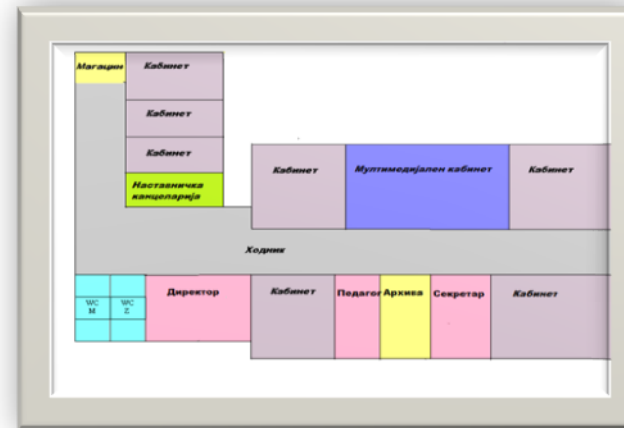 Магацин
Кабинет
Кабинет
Кабинет
Наставничка
канцеларија
Кабинет
Мултимедијален кабинет
Кабинет
Ходник
WC
M
WC
Z
Директор
Кабинет
Педагог
Архива
Секретар
Кабинет